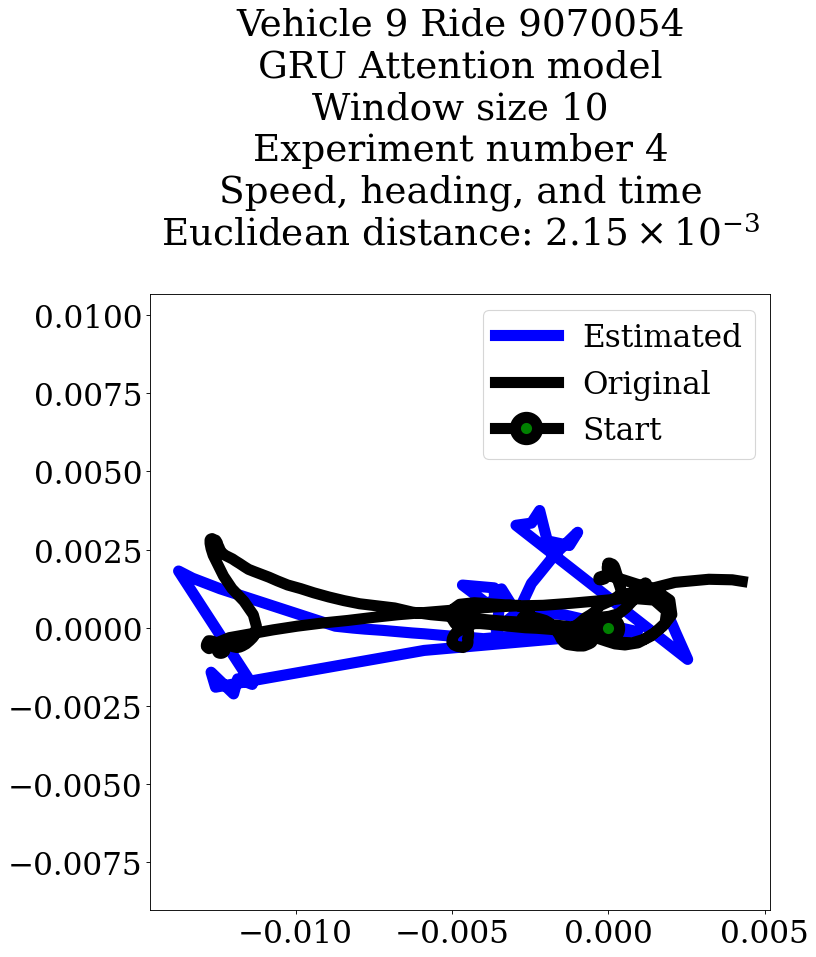 Vehicle 9 Ride 9070054
GRU Attention model
Window size 10
Experiment number 4
Speed, heading, and time
Euclidean distance: 2.15 × 10⁻³
Estimated
Original
Start
0.0100
0.0075
0.0050
0.0025
0.0000
−0.0025
−0.0050
−0.0075
−0.010
−0.005
0.000
0.005